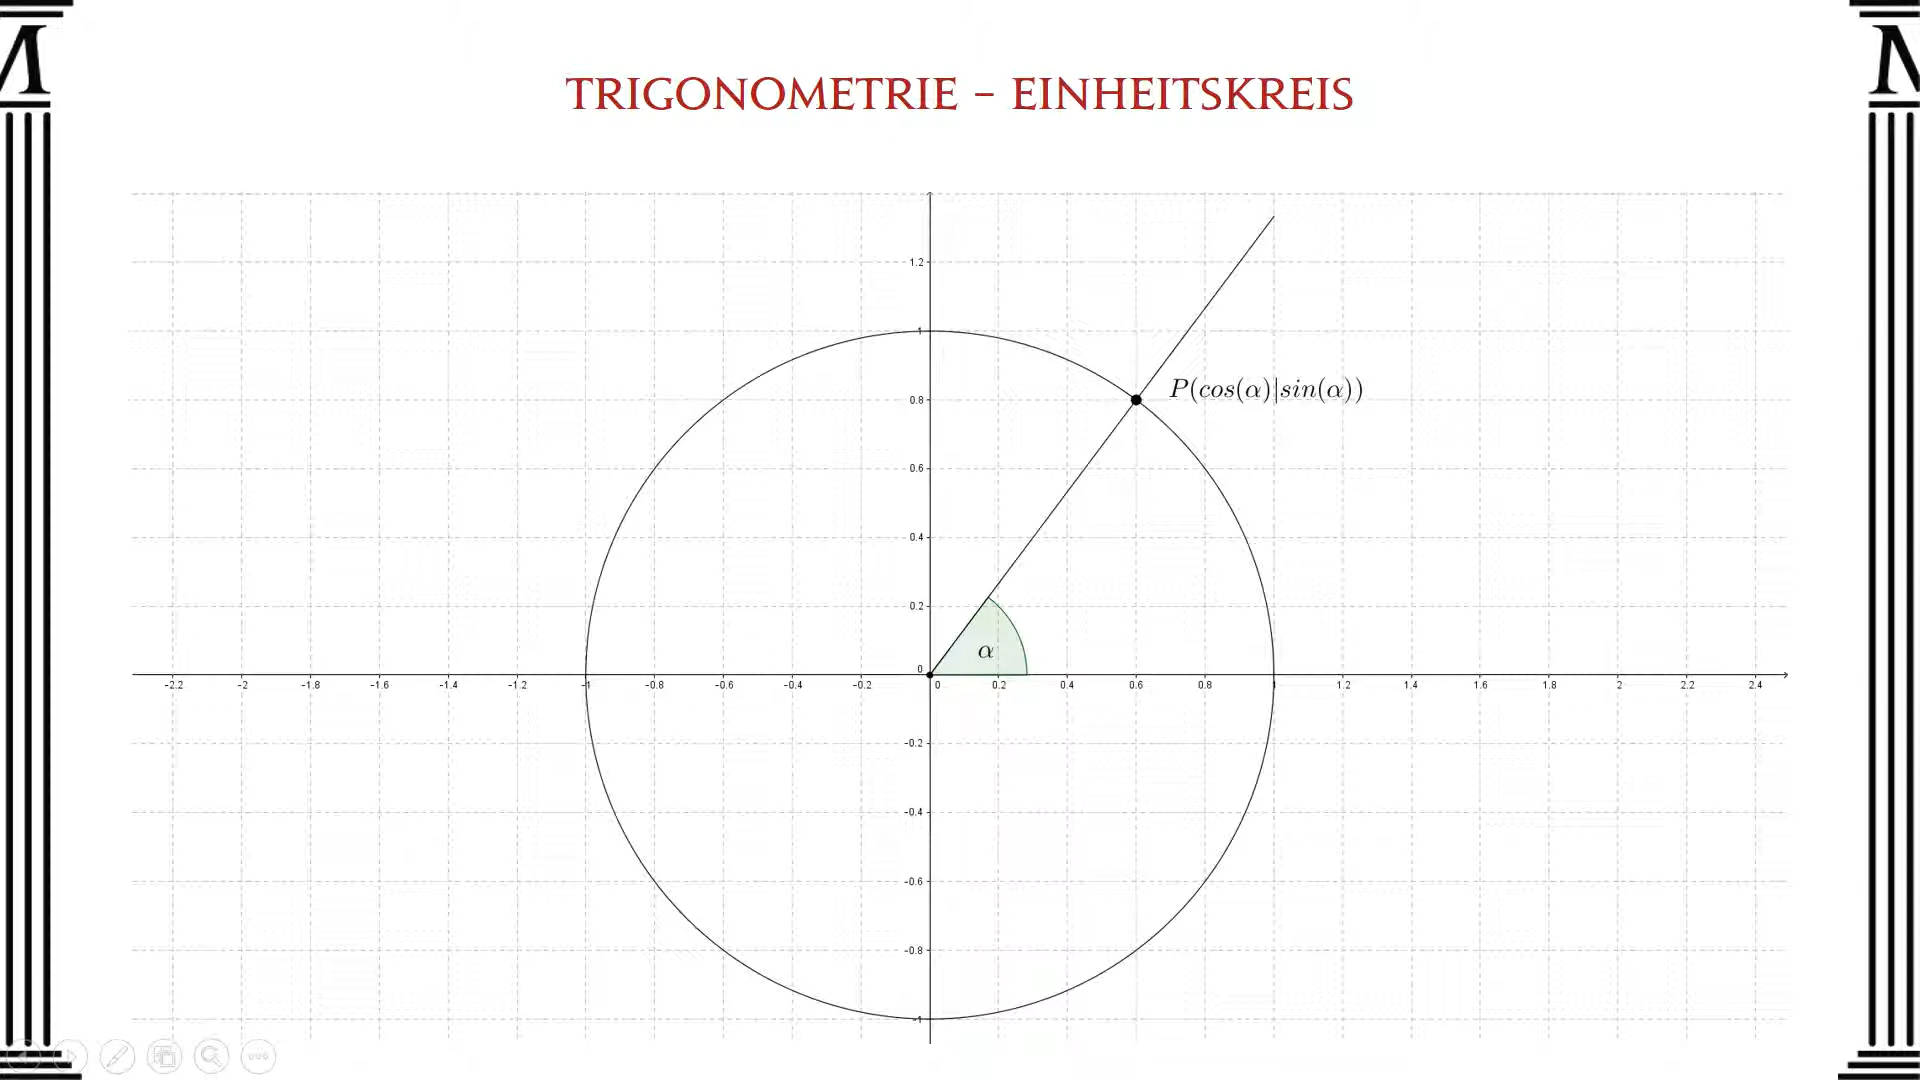 M M
TRIGONOMETRIE – EINHEITSKREIS
1.2
1
P(cos(α)|sin(α))
0.8
0.6
0.4
0.2
α
0
-2.2 -2 -1.8 -1.6 -1.4 -1.2 -1 -0.8 -0.6 -0.4 -0.2 0 0.2 0.4 0.6 0.8 1 1.2 1.4 1.6 1.8 2 2.2 2.4
-0.2
-0.4
-0.6
-0.8
-1